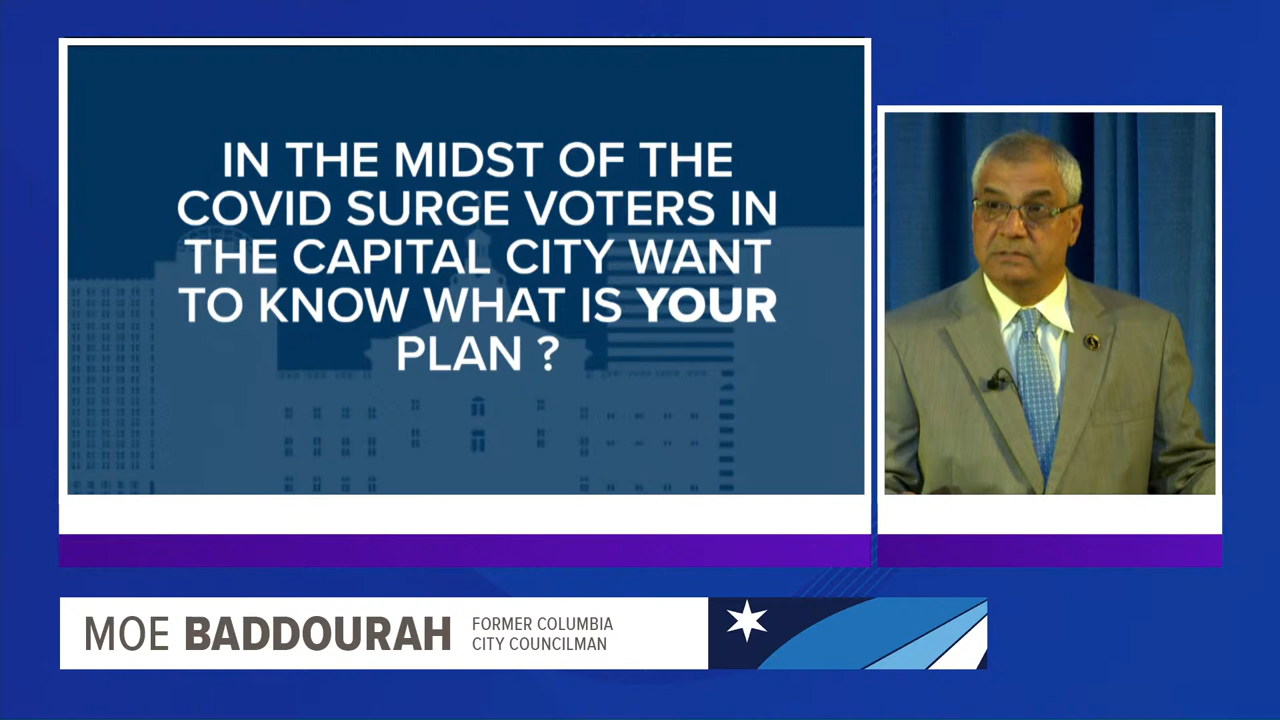 IN THE MIDST OF THE
COVID SURGE VOTERS IN
THE CAPITAL CITY WANT
TO KNOW WHAT IS YOUR
PLAN ?
MOE BADDOURAH
FORMER COLUMBIA
CITY COUNCILMAN